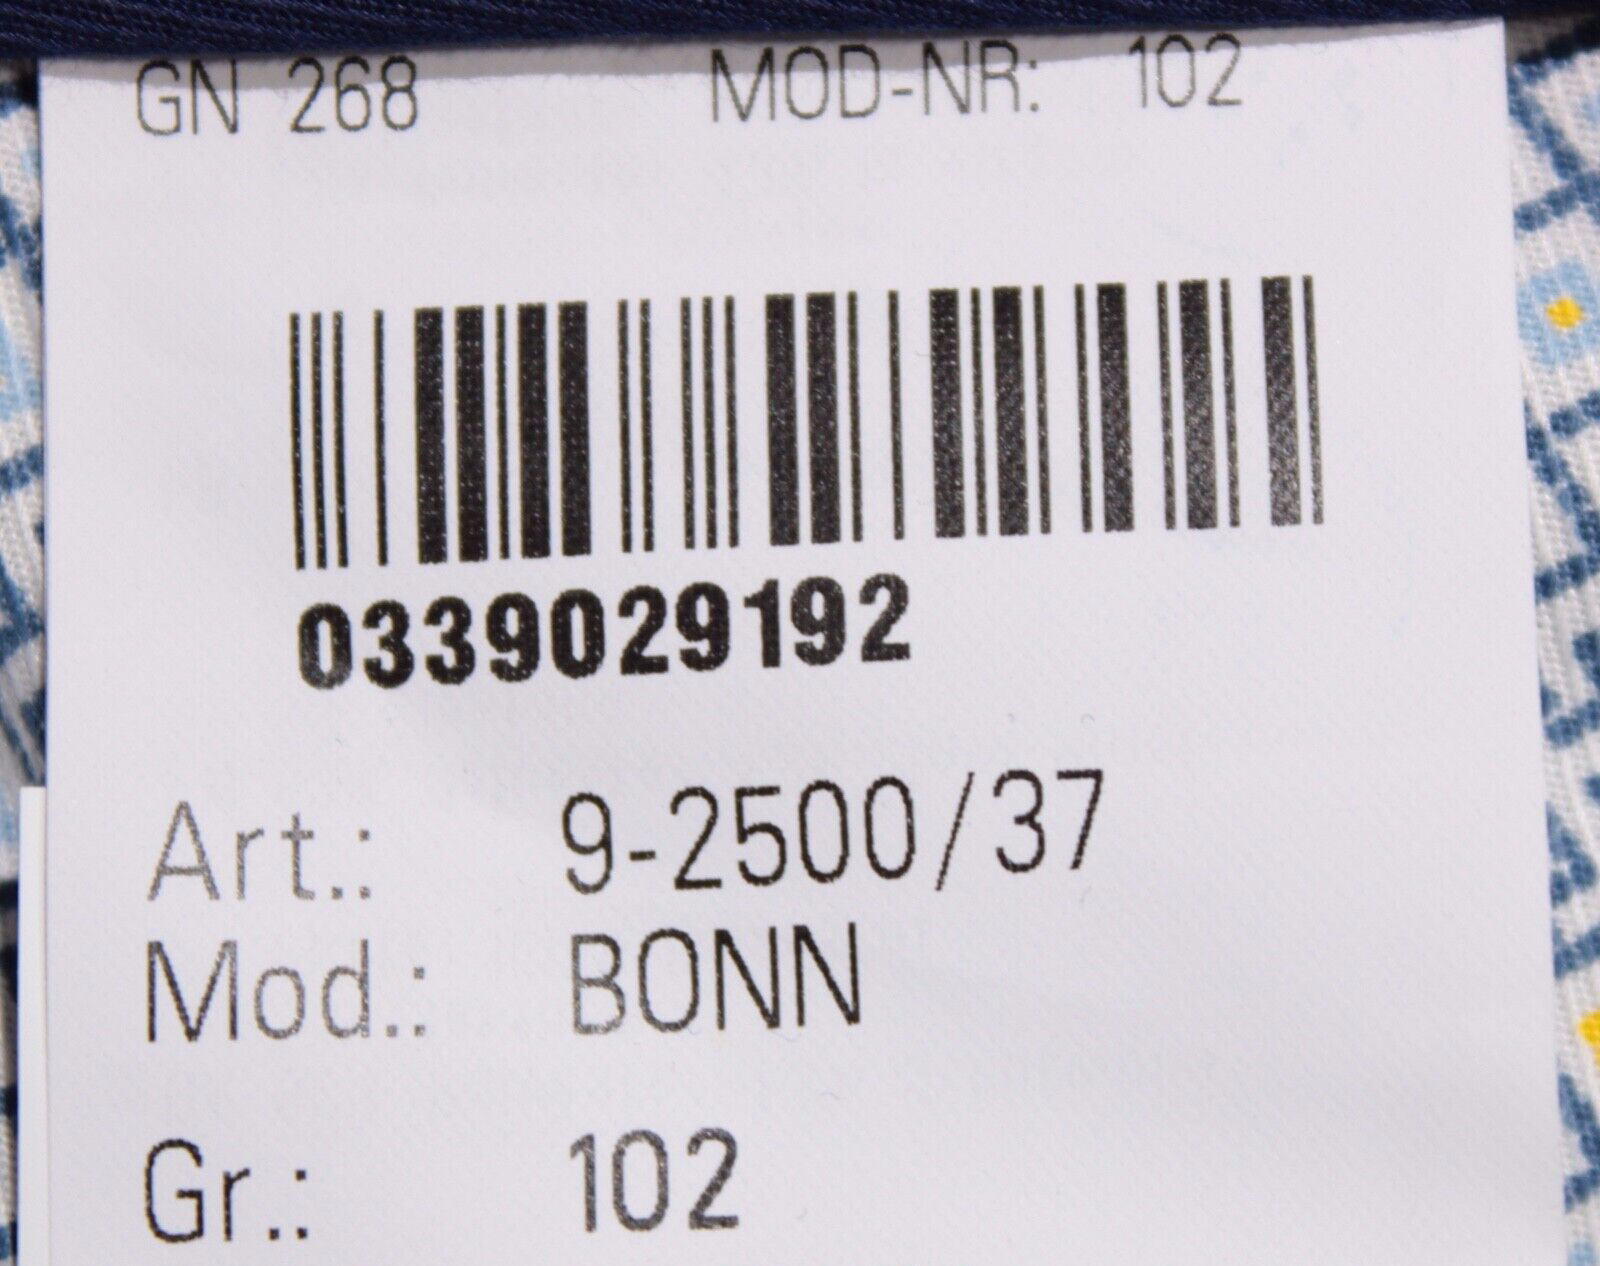 GN 268 MOD-NR: 102
0339029192
Art.: 9-2500/37
Mod.: BONN
Gr.: 102